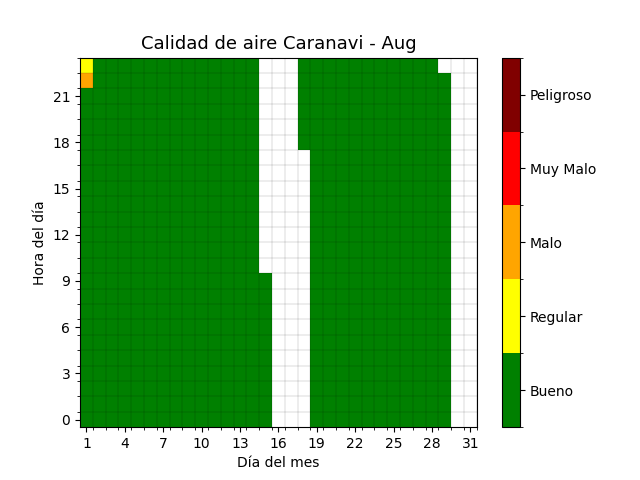 Calidad de aire Caranavi - Aug
Hora del día
21
18
15
12
9
6
3
0
1 4 7 10 13 16 19 22 25 28 31
Día del mes
Peligroso
Muy Malo
Malo
Regular
Bueno